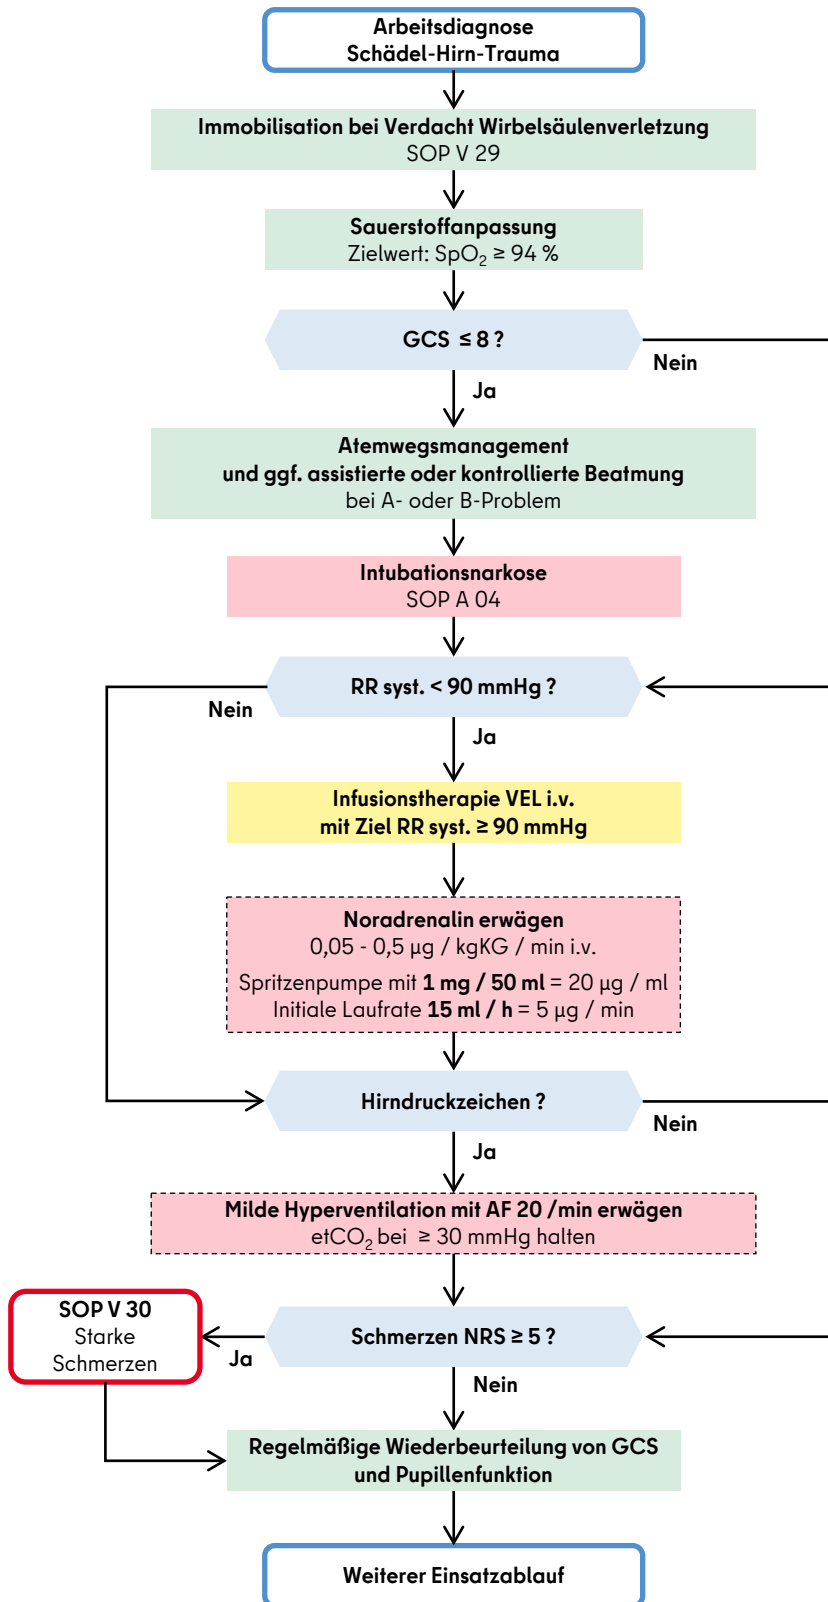 Arbeitsdiagnose
Schädel-Hirn-Trauma
Immobilisation bei Verdacht Wirbelsäulenverletzung
SOP V 29
Sauerstoffanpassung
Zielwert: SpO₂ ≥ 94 %
GCS ≤ 8 ?
Nein
Ja
Atemwegsmanagement
und ggf. assistierte oder kontrollierte Beatmung
bei A- oder B-Problem
Intubationsnarkose
SOP A 04
RR syst. < 90 mmHg ?
Nein
Ja
Infusionstherapie VEL i.v.
mit Ziel RR syst. ≥ 90 mmHg
Noradrenalin erwägen
0,05 - 0,5 µg / kgKG / min i.v.
Spritzenpumpe mit 1 mg / 50 ml = 20 µg / ml
Initiale Laufrate 15 ml / h = 5 µg / min
Hirndruckzeichen ?
Nein
Ja
Milde Hyperventilation mit AF 20 /min erwägen
etCO₂ bei ≥ 30 mmHg halten
SOP V 30
Starke
Schmerzen
Schmerzen NRS ≥ 5 ?
Ja
Nein
Regelmäßige Wiederbeurteilung von GCS
und Pupillenfunktion
Weiterer Einsatzablauf